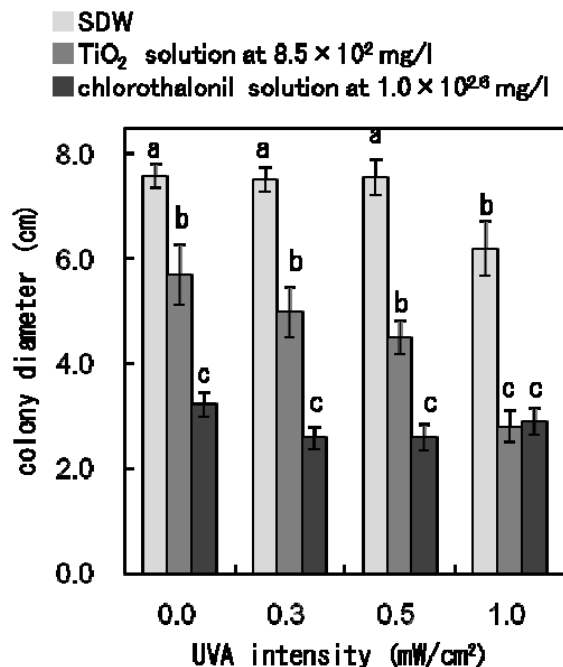 SDW
TiO₂ solution at 8.5 × 10² mg/l
chlorothalonil solution at 1.0 × 10²·⁶ mg/l
colony diameter (cm)
8.0
6.0
4.0
2.0
0.0
a b c
a b c
a b c
b c c
0.0 0.3 0.5 1.0
UVA intensity (mW/cm²)